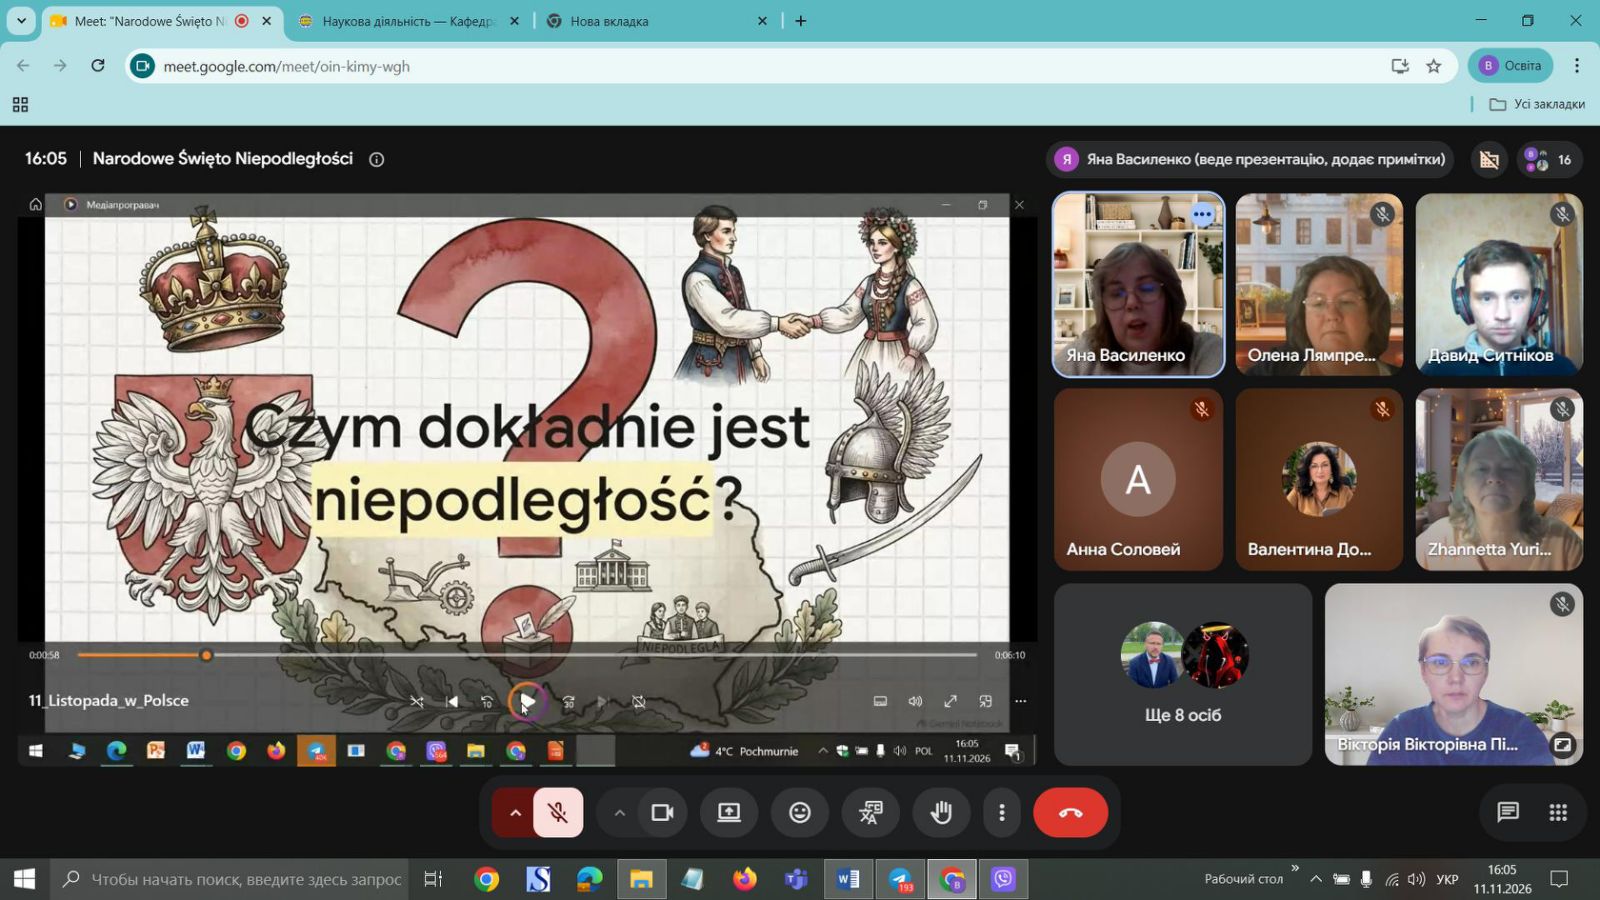 Meet: "Narodowe Święto N
Наукова діяльність — Кафедра
Нова вкладка
meet.google.com/meet/oin-kimy-wgh
В
Освіта
Усі закладки
16:05
Narodowe Święto Niepodległości
Я
Яна Василенко (веде презентацію, додає примітки)
16
Медіапрогравач
Czym dokładnie jest
niepodległość?
NIEPODLEGŁA
0:00:58
0:06:10
11_Listopada_w_Polsce
10
30
4°C Pochmurnie
POL
16:05
11.11.2026
Яна Василенко
Олена Лямпре...
Давид Ситніков
А
Анна Соловей
Валентина До...
Zhannetta Yuri...
Ще 8 осіб
Вікторія Вікторівна Пі...
Чтобы начать поиск, введите здесь запрос
193
Рабочий стол
УКР
16:05
11.11.2026